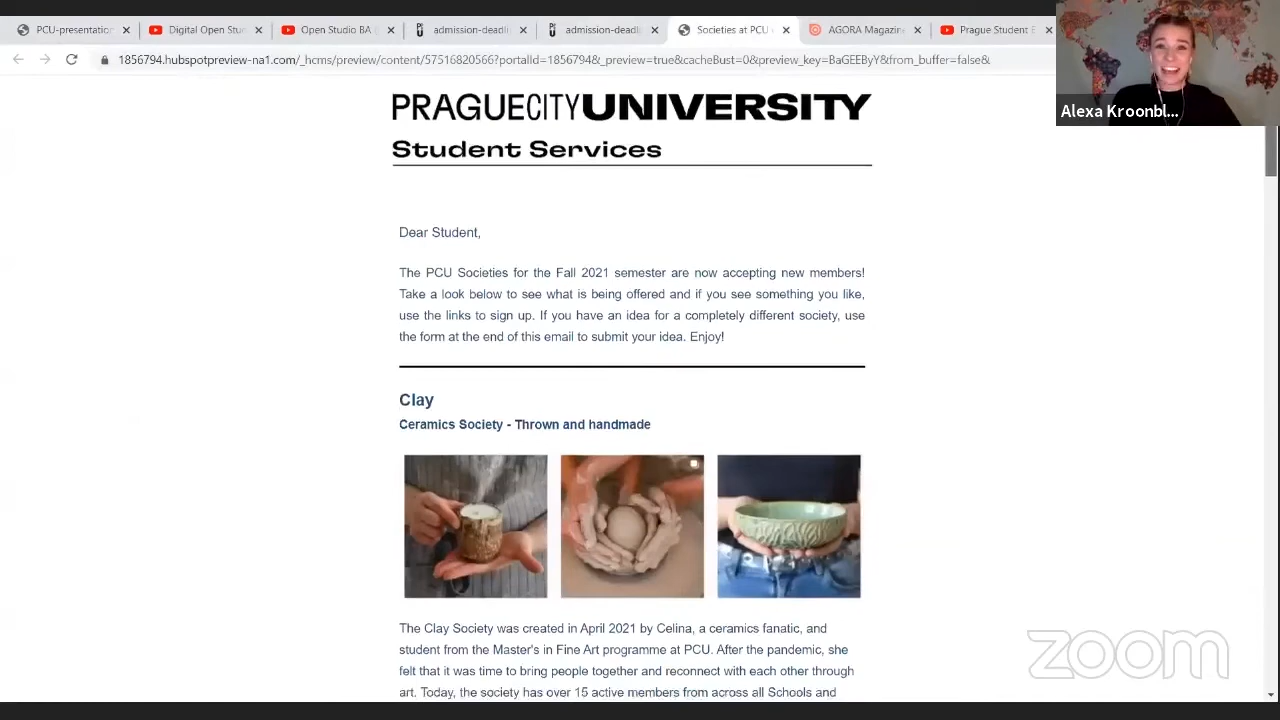 PCU-presentation
Digital Open Stu
Open Studio BA
admission-deadli
admission-deadli
Societies at PCU
AGORA Magazin
Prague Student E
1856794.hubspotpreview-na1.com/_hcms/preview/content/57516820566?portalId=1856794&_preview=true&cacheBust=0&preview_key=BaGEEByY&from_buffer=false&
Alexa Kroonbl...
PRAGUECITYUNIVERSITY
Student Services
Dear Student,
The PCU Societies for the Fall 2021 semester are now accepting new members!
Take a look below to see what is being offered and if you see something you like,
use the links to sign up. If you have an idea for a completely different society, use
the form at the end of this email to submit your idea. Enjoy!
Clay
Ceramics Society - Thrown and handmade
The Clay Society was created in April 2021 by Celina, a ceramics fanatic, and
student from the Master's in Fine Art programme at PCU. After the pandemic, she
felt that it was time to bring people together and reconnect with each other through
art. Today, the society has over 15 active members from across all Schools and
zoom